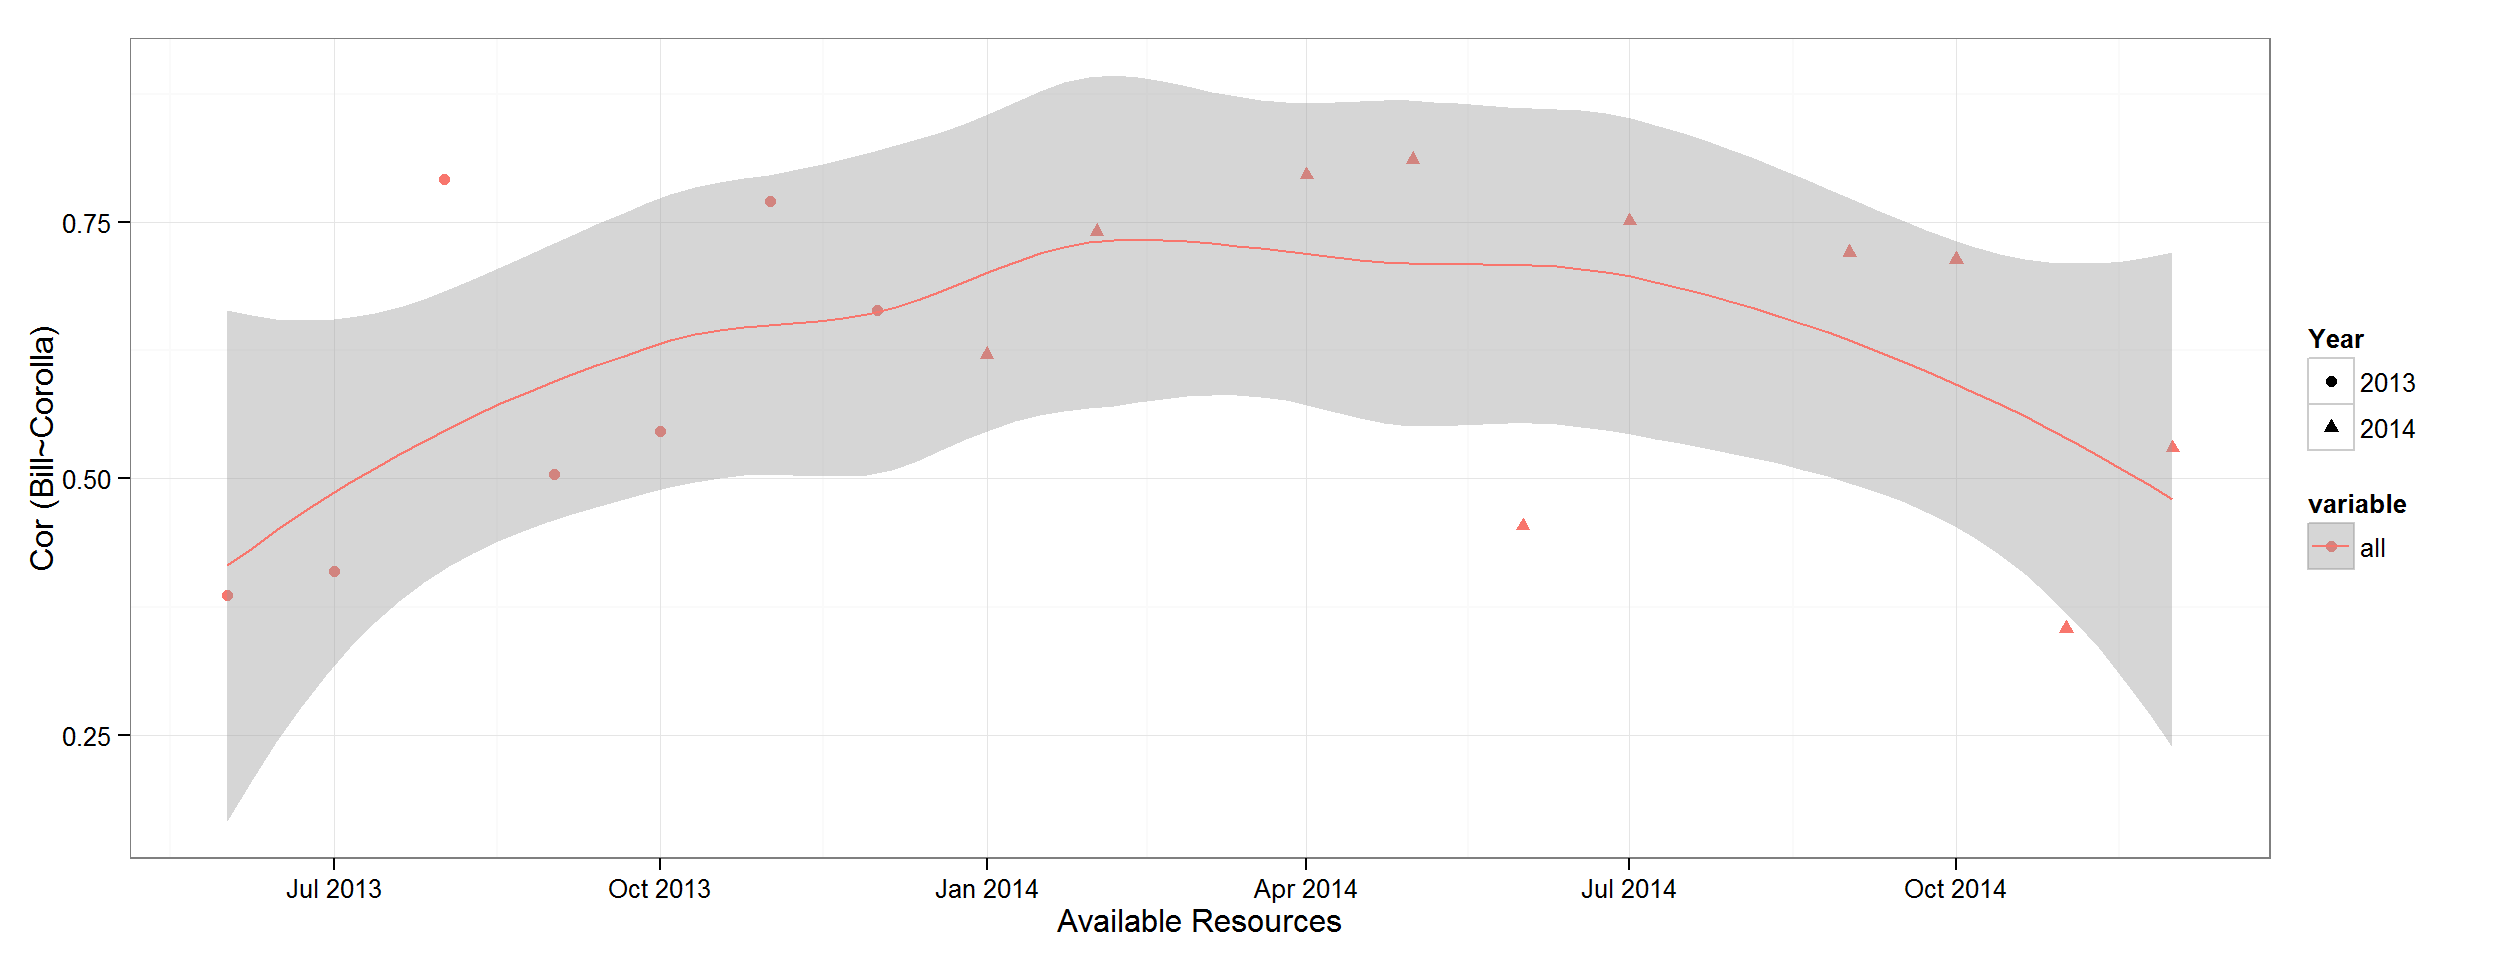 Cor (Bill~Corolla)
0.75
0.50
0.25
Jul 2013
Oct 2013
Jan 2014
Apr 2014
Jul 2014
Oct 2014
Available Resources
Year
2013
2014
variable
all